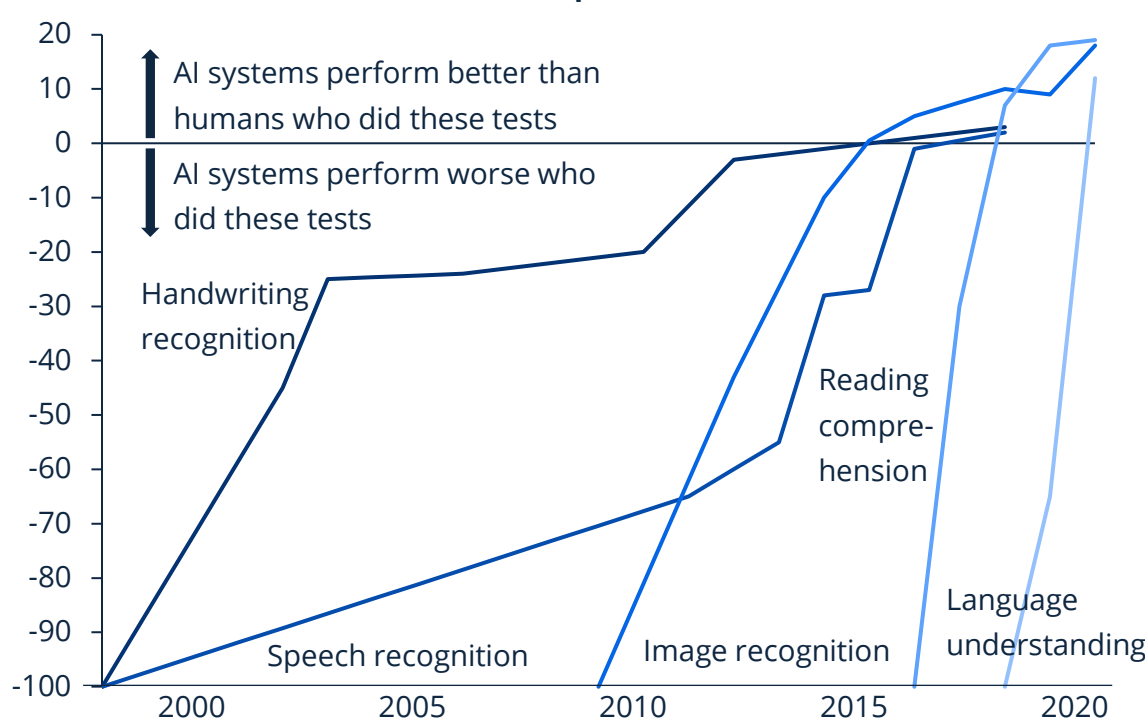 20
AI systems perform better than
10
humans who did these tests
0
AI systems perform worse who
-10
did these tests
-20
Handwriting
-30
recognition
-40
Reading
-50
compre-
hension
-60
-70
-80
Language
-90
understanding
Speech recognition
Image recognition
-100
2000
2005
2010
2015
2020